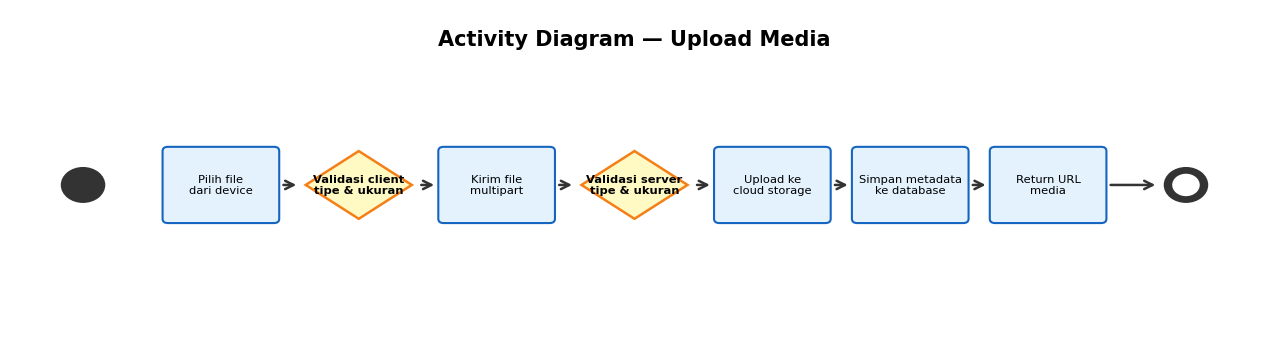 Activity Diagram — Upload Media
Pilih file
dari device
Validasi client
tipe & ukuran
Kirim file
multipart
Validasi server
tipe & ukuran
Upload ke
cloud storage
Simpan metadata
ke database
Return URL
media